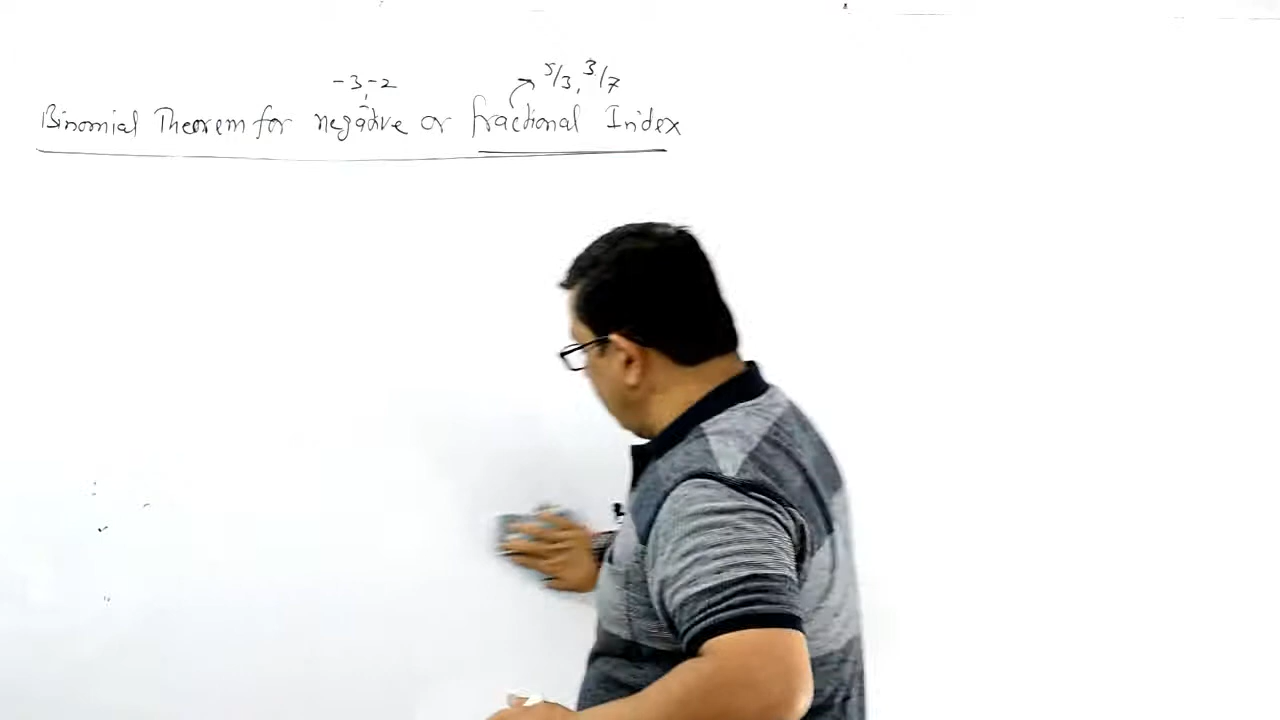 -3,-2 5/3, 3/7
Binomial Theorem for negative or fractional Index